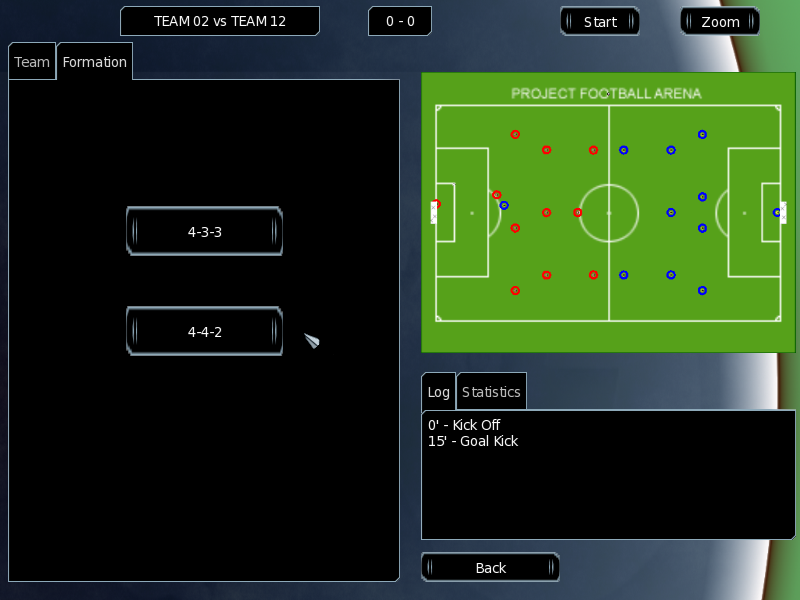 TEAM 02 vs TEAM 12
0 - 0
Start
Zoom
Team
Formation
PROJECT FOOTBALL ARENA
4-3-3
4-4-2
Log
Statistics
0' - Kick Off
15' - Goal Kick
Back